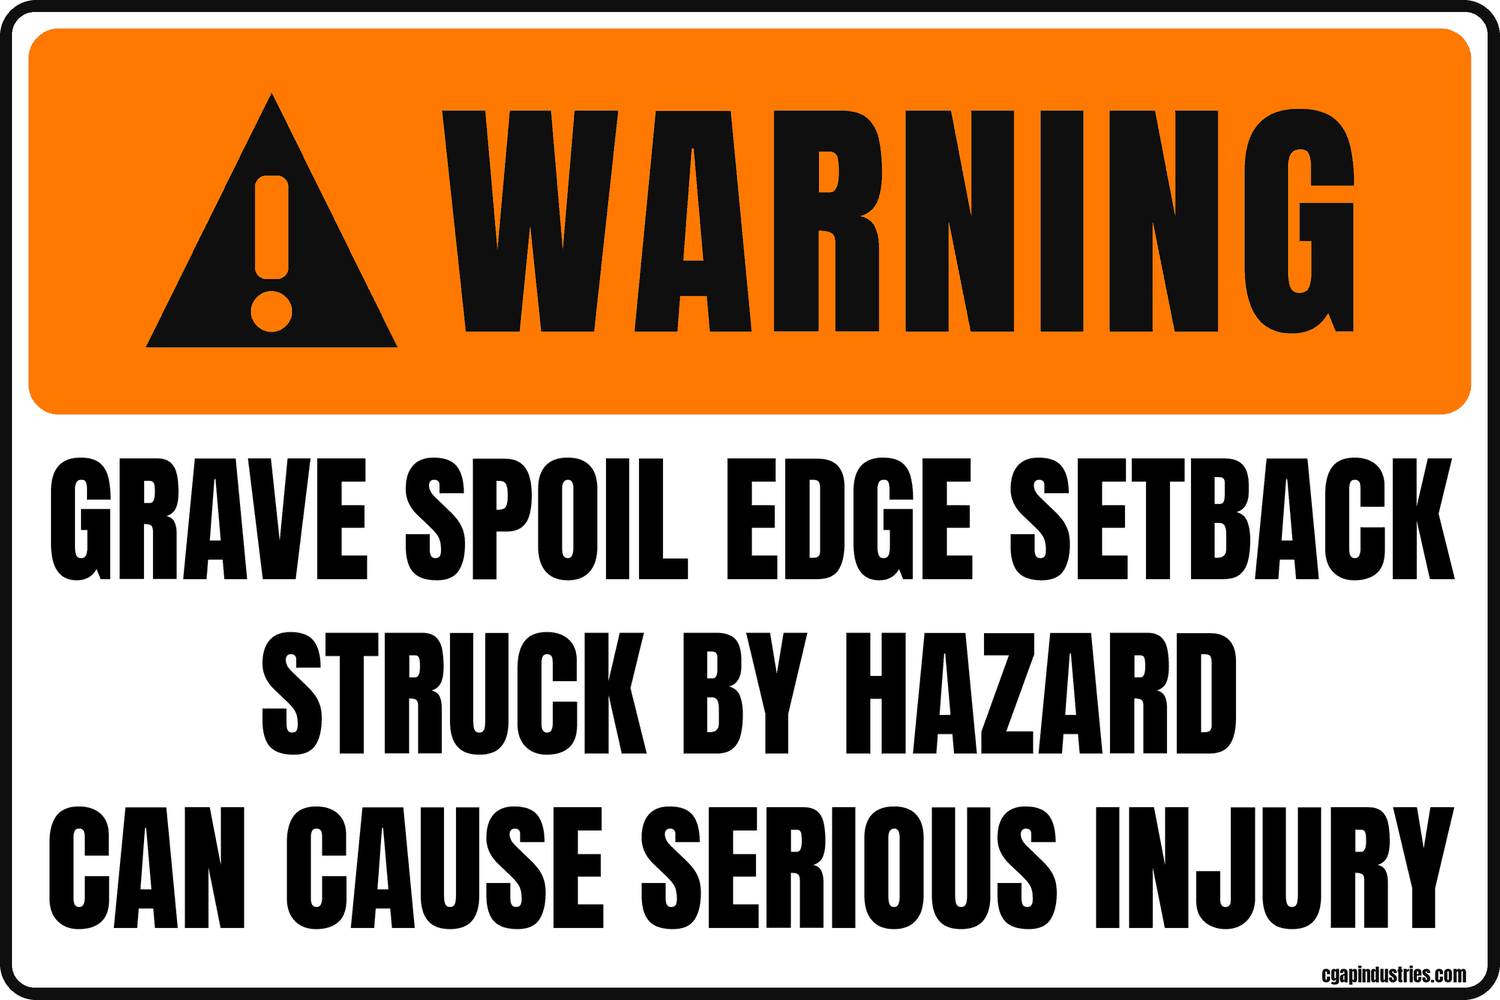 WARNING
GRAVE SPOIL EDGE SETBACK
STRUCK BY HAZARD
CAN CAUSE SERIOUS INJURY
cgapindustries.com